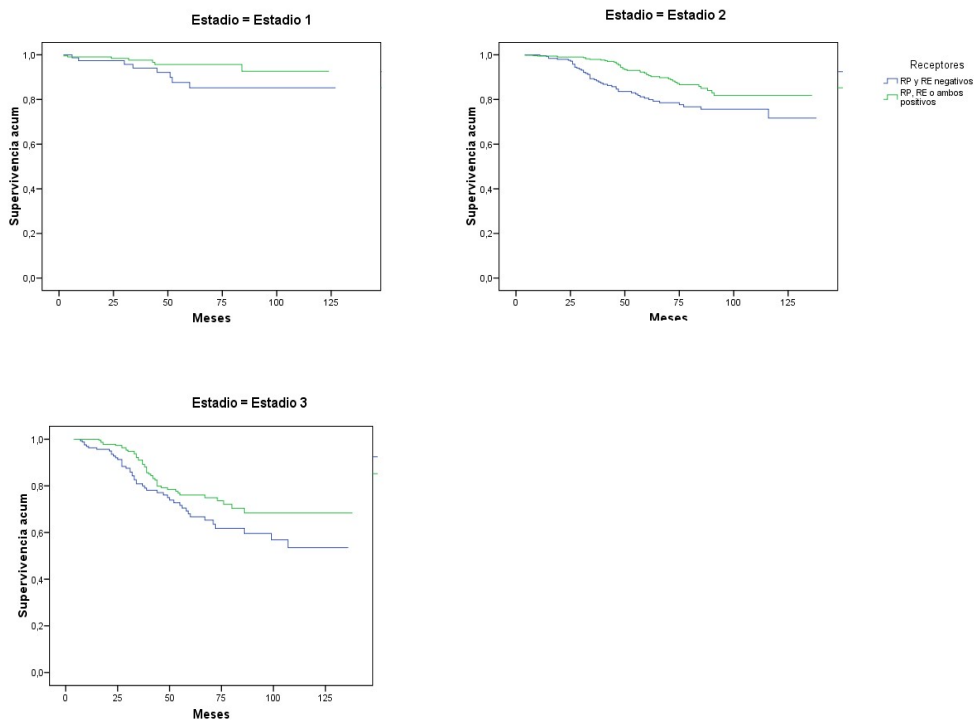 Estadio = Estadio 1
1,0
0,8
0,6
0,4
0,2
0,0
Supervivencia acum
0 25 50 75 100 125
Meses
Estadio = Estadio 2
1,0
0,8
0,6
0,4
0,2
0,0
Supervivencia acum
0 25 50 75 100 125
Meses
Receptores
RP y RE negativos
RP, RE o ambos
positivos
Estadio = Estadio 3
1,0
0,8
0,6
0,4
0,2
0,0
Supervivencia acum
0 25 50 75 100 125
Meses